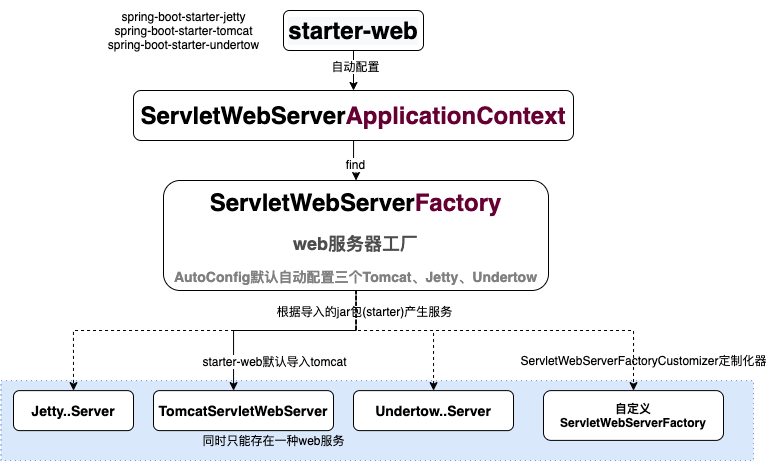 spring-boot-starter-jetty
spring-boot-starter-tomcat
spring-boot-starter-undertow
starter-web
自动配置
ServletWebServerApplicationContext
find
ServletWebServerFactory
web服务器工厂
AutoConfig默认自动配置三个Tomcat、Jetty、Undertow
根据导入的jar包(starter)产生服务
starter-web默认导入tomcat
ServletWebServerFactoryCustomizer定制化器
Jetty..Server
TomcatServletWebServer
Undertow..Server
自定义
ServletWebServerFactory
同时只能存在一种web服务